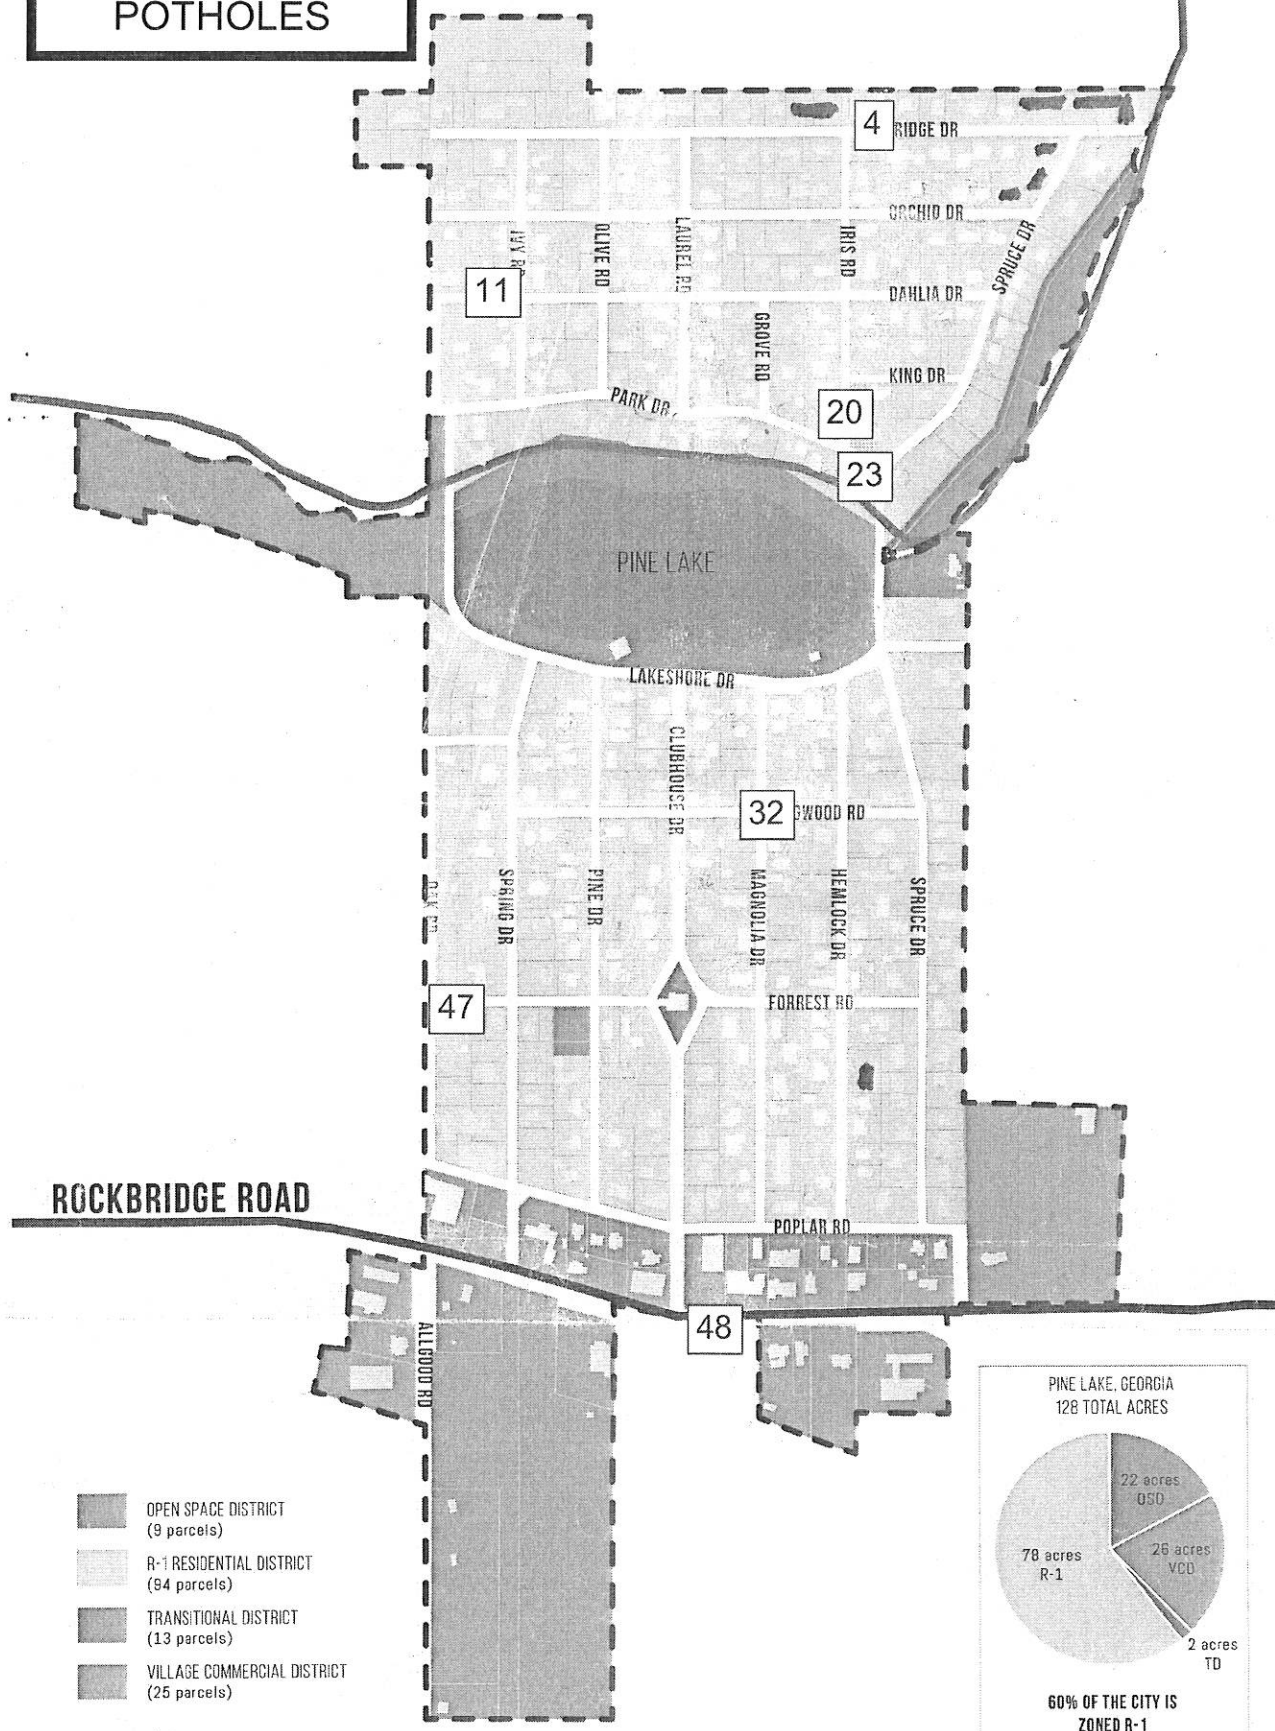 POTHOLES
4
RIDGE DR
ORCHID DR
IVY RD
OLIVE RD
LAUREL RD
IRIS RD
SPRUCE DR
11
DAHLIA DR
GROVE RD
KING DR
PARK DR
20
23
PINE LAKE
LAKESHORE DR
CLUBHOUSE DR
32
GWOOD RD
SPRING DR
PINE DR
MAGNOLIA DR
HEMLOCK DR
SPRUCE DR
47
FORREST RD
ROCKBRIDGE ROAD
POPLAR RD
48
ALLGOOD RD
PINE LAKE, GEORGIA
128 TOTAL ACRES
22 acres
OSD
78 acres
R-1
26 acres
VCD
2 acres
TD
60% OF THE CITY IS
ZONED R-1
OPEN SPACE DISTRICT
(9 parcels)
R-1 RESIDENTIAL DISTRICT
(94 parcels)
TRANSITIONAL DISTRICT
(13 parcels)
VILLAGE COMMERCIAL DISTRICT
(25 parcels)